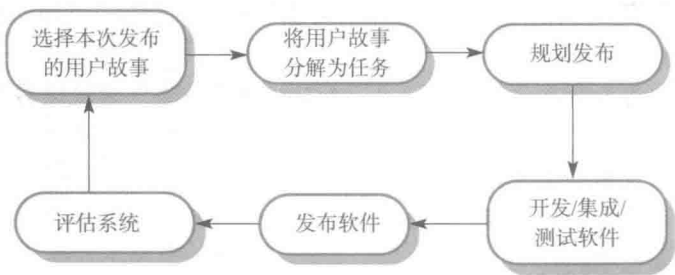 选择本次发布
的用户故事
将用户故事
分解为任务
规划发布
开发/集成/
测试软件
发布软件
评估系统